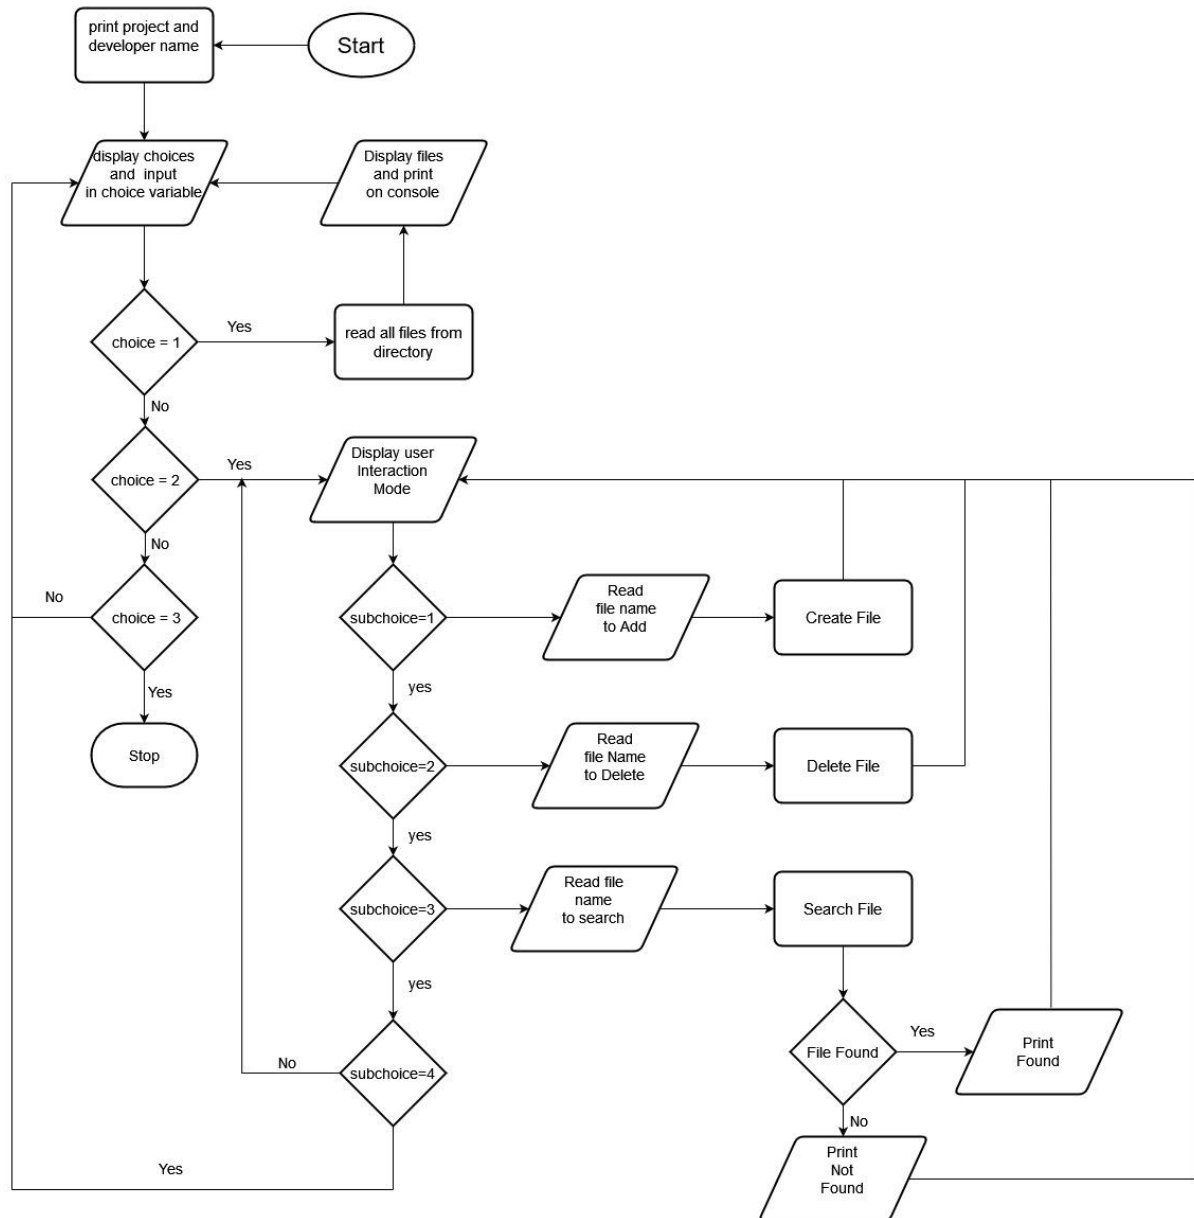 print project and
developer name
Start
display choices
and input
in choice variable
Display files
and print
on console
choice = 1
Yes
read all files from
directory
No
choice = 2
Yes
Display user
Interaction
Mode
No
choice = 3
No
Yes
Stop
subchoice=1
Read
file name
to Add
Create File
yes
subchoice=2
Read
file Name
to Delete
Delete File
yes
subchoice=3
Read file
name
to search
Search File
yes
subchoice=4
No
Yes
File Found
Yes
Print
Found
No
Print
Not
Found